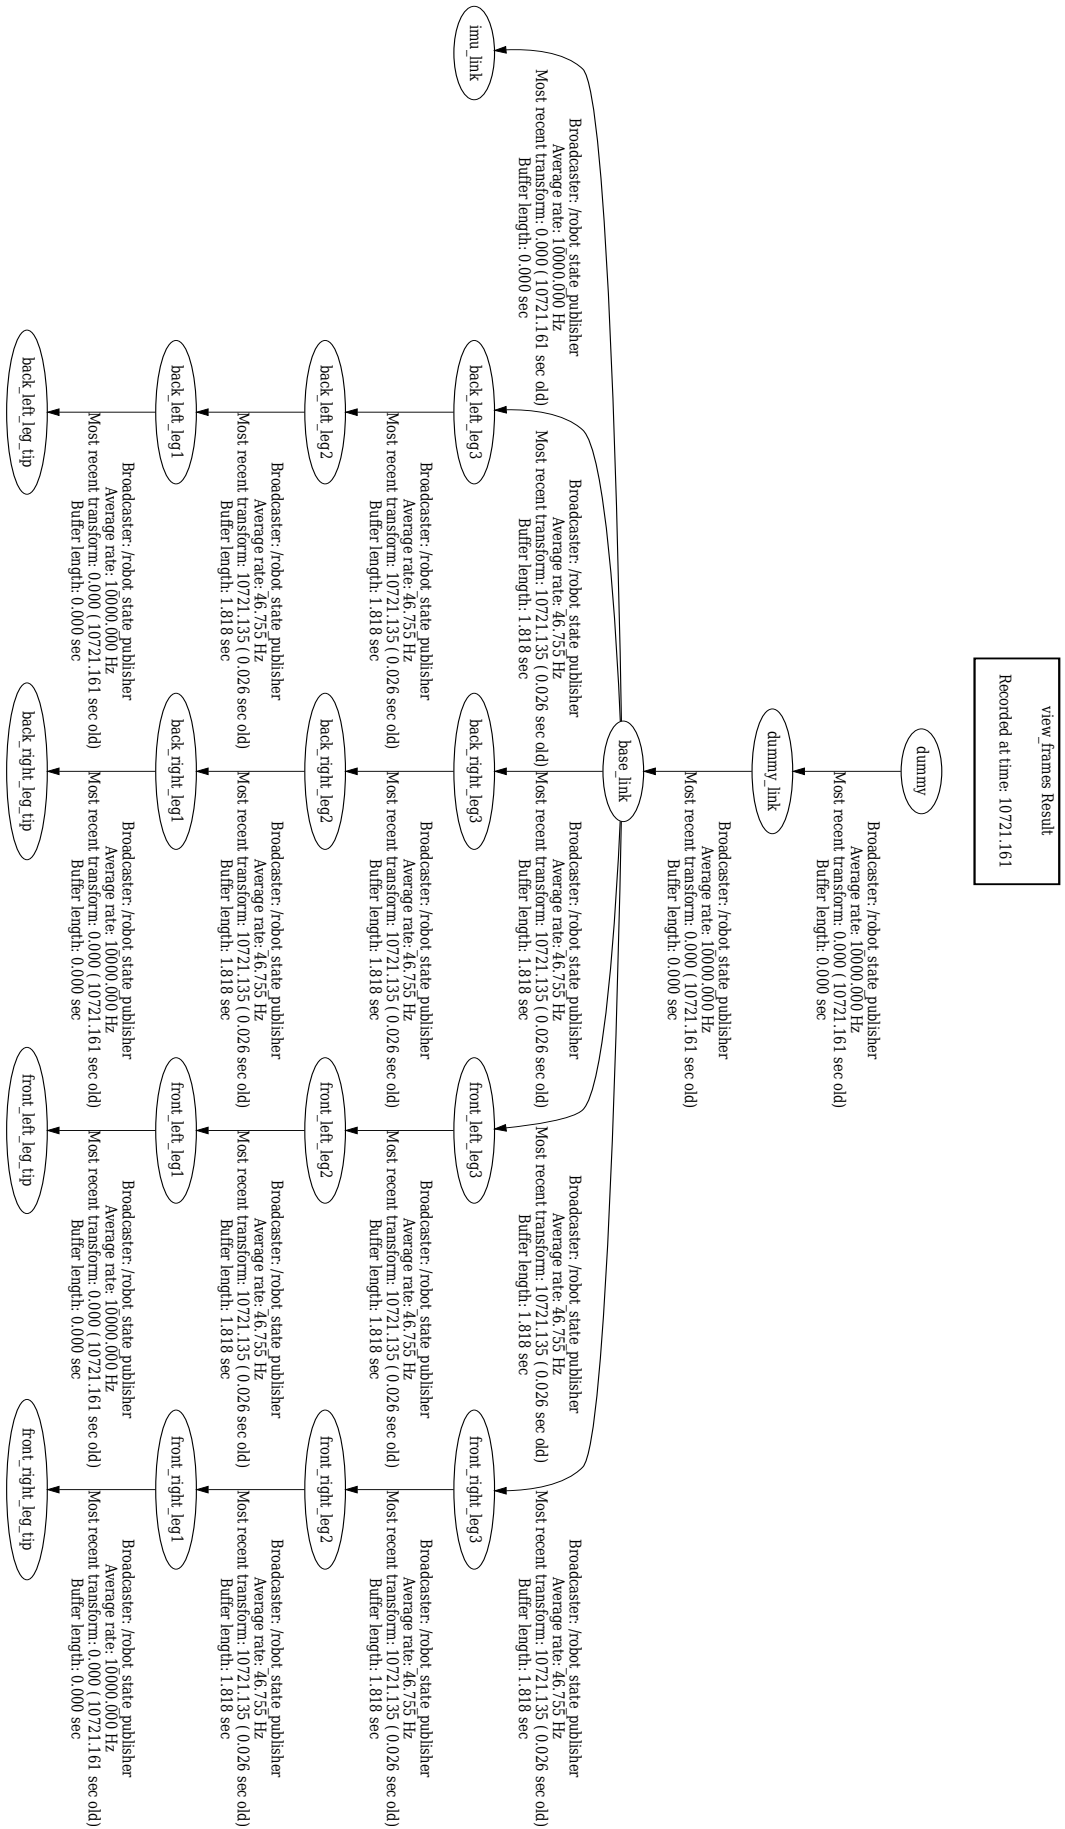 view_frames Result
Recorded at time: 10721.161
dummy
Broadcaster: /robot_state_publisher
Average rate: 10000.000 Hz
Most recent transform: 0.000 ( 10721.161 sec old)
Buffer length: 0.000 sec
dummy_link
Broadcaster: /robot_state_publisher
Average rate: 10000.000 Hz
Most recent transform: 0.000 ( 10721.161 sec old)
Buffer length: 0.000 sec
base_link
Broadcaster: /robot_state_publisher
Average rate: 10000.000 Hz
Most recent transform: 0.000 ( 10721.161 sec old)
Buffer length: 0.000 sec
Broadcaster: /robot_state_publisher
Average rate: 46.755 Hz
Most recent transform: 10721.135 ( 0.026 sec old)
Buffer length: 1.818 sec
Broadcaster: /robot_state_publisher
Average rate: 46.755 Hz
Most recent transform: 10721.135 ( 0.026 sec old)
Buffer length: 1.818 sec
Broadcaster: /robot_state_publisher
Average rate: 46.755 Hz
Most recent transform: 10721.135 ( 0.026 sec old)
Buffer length: 1.818 sec
Broadcaster: /robot_state_publisher
Average rate: 46.755 Hz
Most recent transform: 10721.135 ( 0.026 sec old)
Buffer length: 1.818 sec
imu_link
back_left_leg3
back_right_leg3
front_left_leg3
front_right_leg3
Broadcaster: /robot_state_publisher
Average rate: 46.755 Hz
Most recent transform: 10721.135 ( 0.026 sec old)
Buffer length: 1.818 sec
Broadcaster: /robot_state_publisher
Average rate: 46.755 Hz
Most recent transform: 10721.135 ( 0.026 sec old)
Buffer length: 1.818 sec
Broadcaster: /robot_state_publisher
Average rate: 46.755 Hz
Most recent transform: 10721.135 ( 0.026 sec old)
Buffer length: 1.818 sec
Broadcaster: /robot_state_publisher
Average rate: 46.755 Hz
Most recent transform: 10721.135 ( 0.026 sec old)
Buffer length: 1.818 sec
back_left_leg2
back_right_leg2
front_left_leg2
front_right_leg2
Broadcaster: /robot_state_publisher
Average rate: 46.755 Hz
Most recent transform: 10721.135 ( 0.026 sec old)
Buffer length: 1.818 sec
Broadcaster: /robot_state_publisher
Average rate: 46.755 Hz
Most recent transform: 10721.135 ( 0.026 sec old)
Buffer length: 1.818 sec
Broadcaster: /robot_state_publisher
Average rate: 46.755 Hz
Most recent transform: 10721.135 ( 0.026 sec old)
Buffer length: 1.818 sec
Broadcaster: /robot_state_publisher
Average rate: 46.755 Hz
Most recent transform: 10721.135 ( 0.026 sec old)
Buffer length: 1.818 sec
back_left_leg1
back_right_leg1
front_left_leg1
front_right_leg1
Broadcaster: /robot_state_publisher
Average rate: 10000.000 Hz
Most recent transform: 0.000 ( 10721.161 sec old)
Buffer length: 0.000 sec
Broadcaster: /robot_state_publisher
Average rate: 10000.000 Hz
Most recent transform: 0.000 ( 10721.161 sec old)
Buffer length: 0.000 sec
Broadcaster: /robot_state_publisher
Average rate: 10000.000 Hz
Most recent transform: 0.000 ( 10721.161 sec old)
Buffer length: 0.000 sec
Broadcaster: /robot_state_publisher
Average rate: 10000.000 Hz
Most recent transform: 0.000 ( 10721.161 sec old)
Buffer length: 0.000 sec
back_left_leg_tip
back_right_leg_tip
front_left_leg_tip
front_right_leg_tip